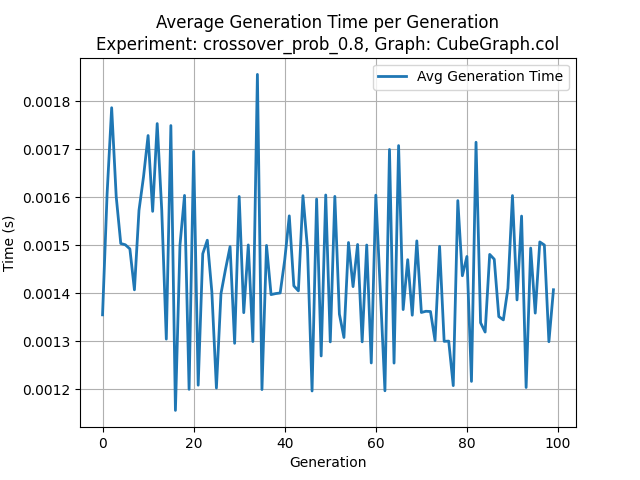 Average Generation Time per Generation
Experiment: crossover_prob_0.8, Graph: CubeGraph.col
Avg Generation Time
Time (s)
0.0018
0.0017
0.0016
0.0015
0.0014
0.0013
0.0012
0 20 40 60 80 100
Generation